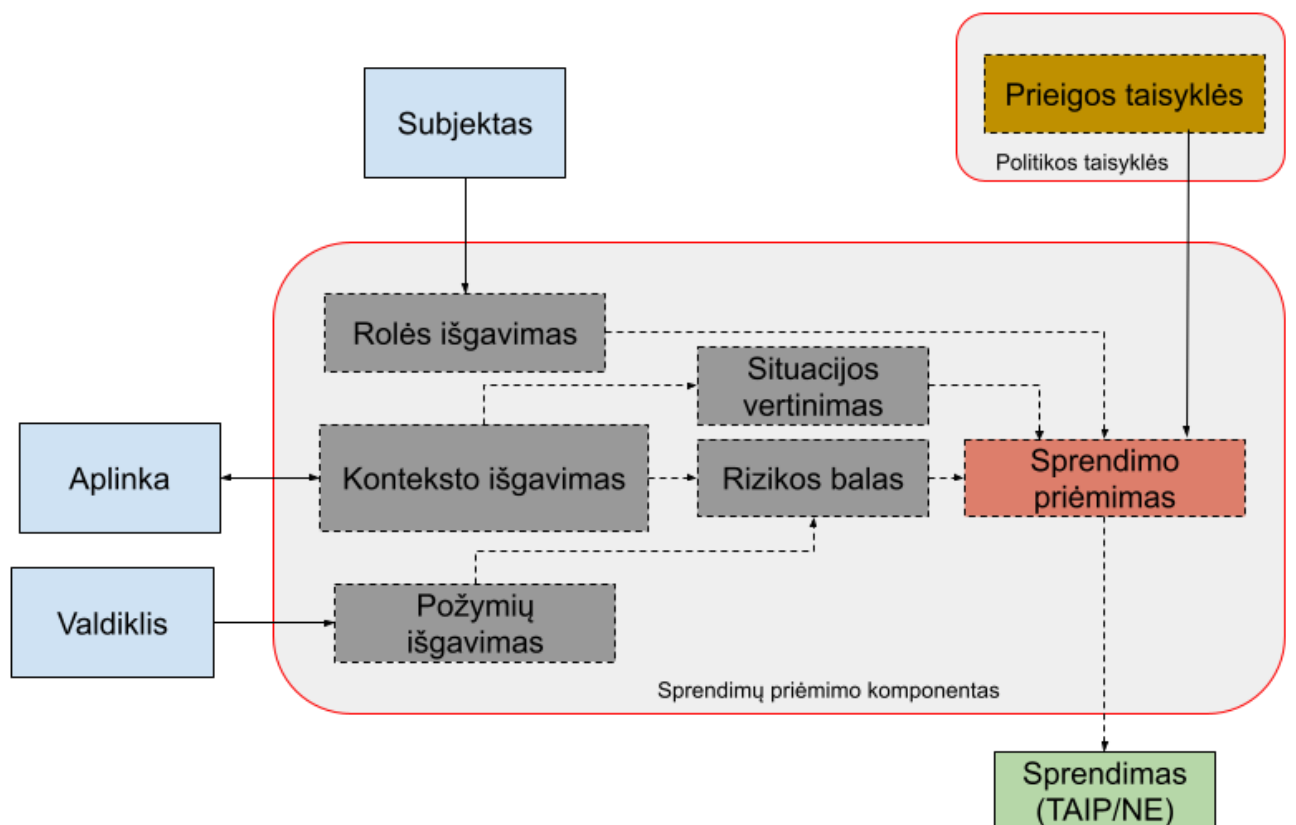 Prieigos taisyklės
Politikos taisyklės
Subjektas
Rolės išgavimas
Situacijos
vertinimas
Aplinka
Konteksto išgavimas
Rizikos balas
Sprendimo
priėmimas
Valdiklis
Požymių
išgavimas
Sprendimų priėmimo komponentas
Sprendimas
(TAIP/NE)